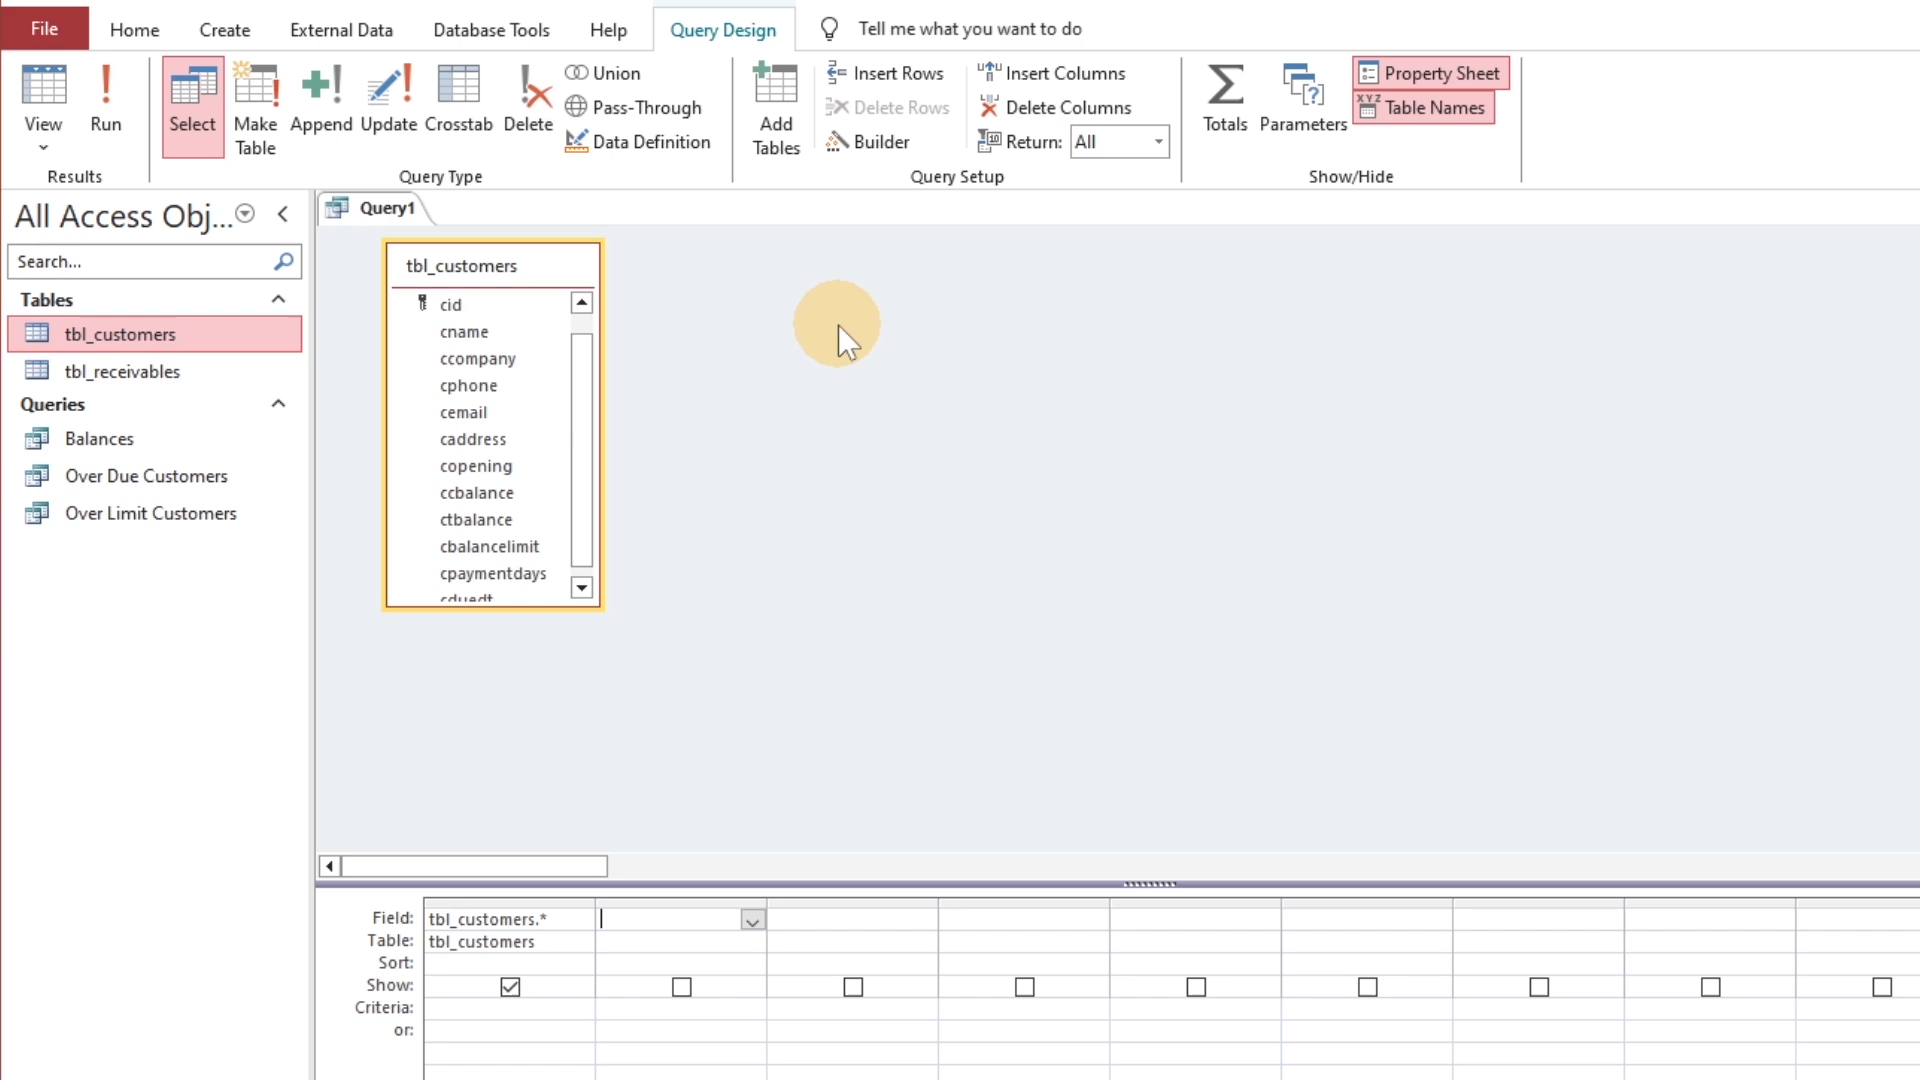 File Home Create External Data Database Tools Help Query Design Tell me what you want to do
View Run
Results
Select Make Table Append Update Crosstab Delete
Union
Pass-Through
Data Definition
Query Type
Add Tables
Insert Rows
Delete Rows
Builder
Insert Columns
Delete Columns
Return: All
Query Setup
Totals Parameters
Property Sheet
XYZ Table Names
Show/Hide
All Access Obj...
Search...
Tables
tbl_customers
tbl_receivables
Queries
Balances
Over Due Customers
Over Limit Customers
Query1
tbl_customers
cid
cname
ccompany
cphone
cemail
caddress
copening
ccbalance
ctbalance
cbalancelimit
cpaymentdays
cduedt
Field: tbl_customers.*
Table: tbl_customers
Sort:
Show:
Criteria:
or: